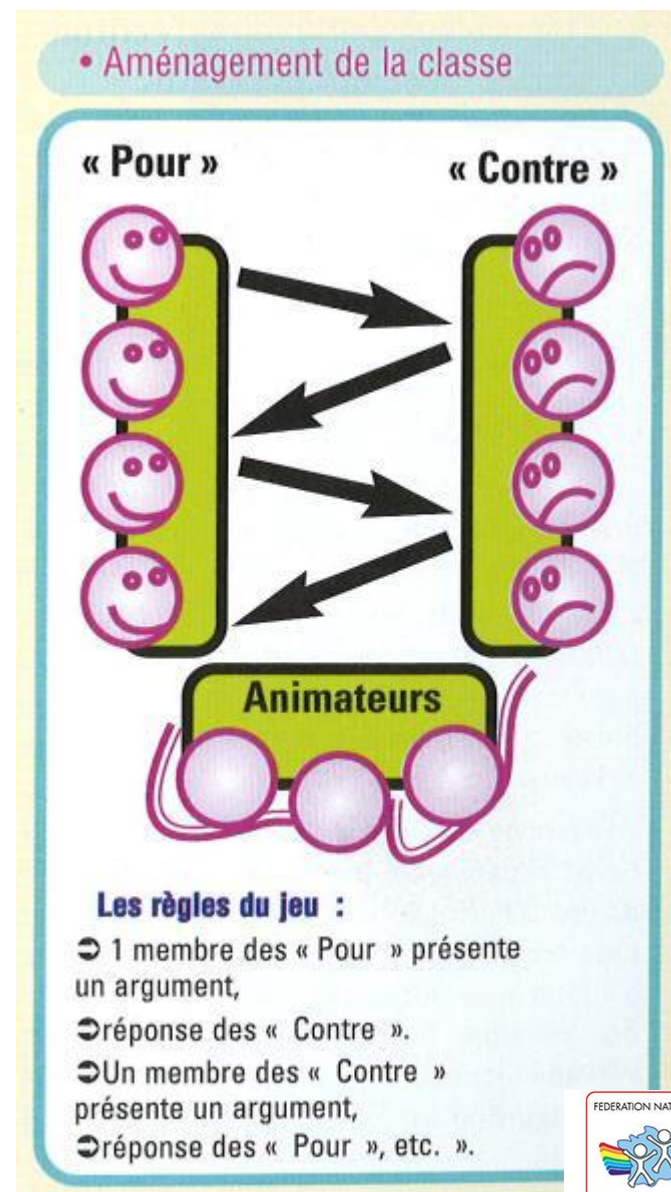 • Aménagement de la classe
« Pour »
« Contre »
Animateurs
Les règles du jeu :
➲ 1 membre des « Pour » présente
un argument,
➲réponse des « Contre ».
➲Un membre des « Contre »
présente un argument,
➲réponse des « Pour », etc. ».
FEDERATION